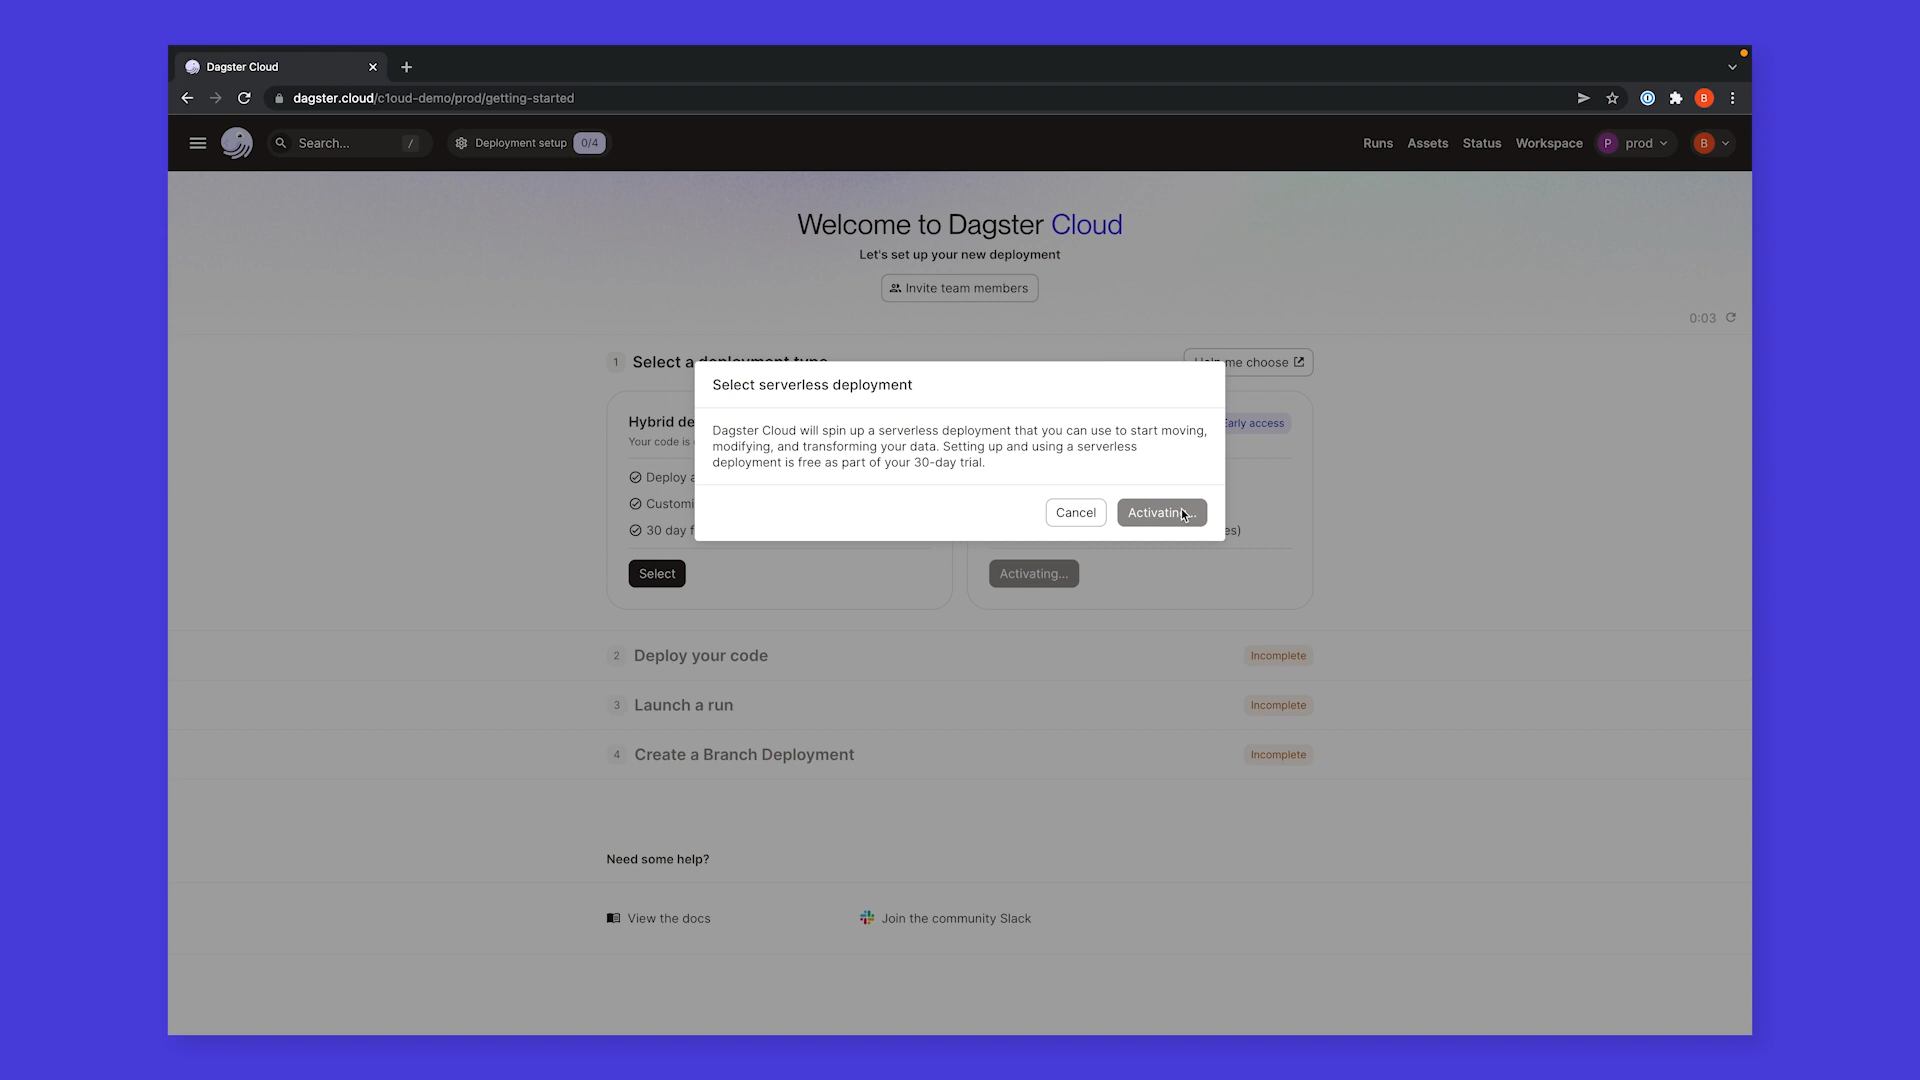 Dagster Cloud
dagster.cloud/c1oud-demo/prod/getting-started
B
Search...
/
Deployment setup
0/4
Runs
Assets
Status
Workspace
P
prod
B
Welcome to Dagster Cloud
Let's set up your new deployment
Invite team members
0:03
1
Select a deployment type
me choose
Select serverless deployment
Hybrid de
Early access
Your code is
Dagster Cloud will spin up a serverless deployment that you can use to start moving,
modifying, and transforming your data. Setting up and using a serverless
deployment is free as part of your 30-day trial.
Deploy a
Customi
30 day f
Cancel
Activating...
es)
Select
Activating...
2
Deploy your code
Incomplete
3
Launch a run
Incomplete
4
Create a Branch Deployment
Incomplete
Need some help?
View the docs
Join the community Slack